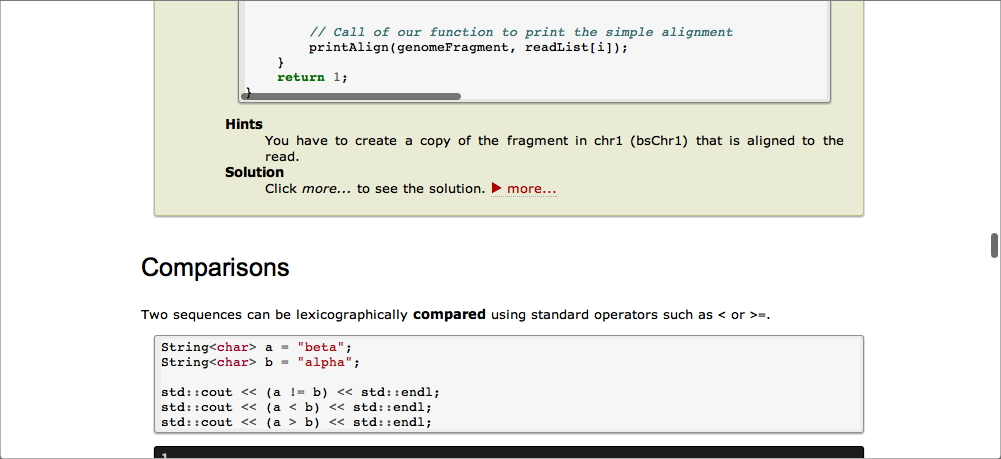 // Call of our function to print the simple alignment
printAlign(genomeFragment, readList[i]);
}
return 1;
}
Hints
You have to create a copy of the fragment in chr1 (bsChr1) that is aligned to the
read.
Solution
Click more... to see the solution. ▶ more...
Comparisons
Two sequences can be lexicographically compared using standard operators such as < or >=.
String<char> a = "beta";
String<char> b = "alpha";
std::cout << (a != b) << std::endl;
std::cout << (a < b) << std::endl;
std::cout << (a > b) << std::endl;
1